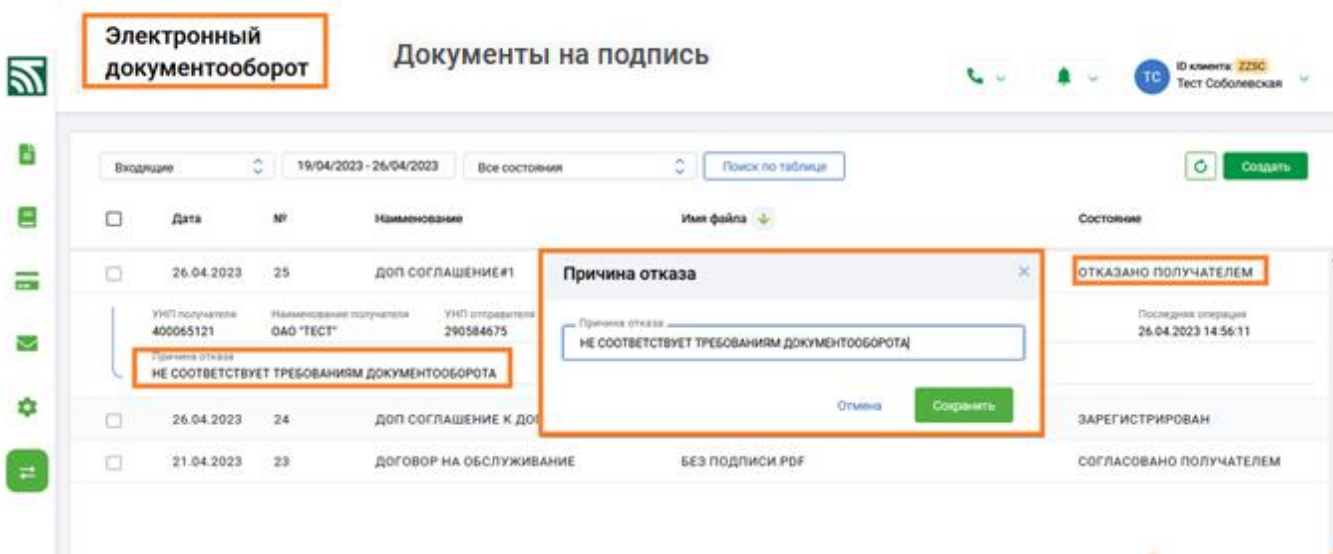 Электронный
документооборот
Документы на подпись
ТС
ID клиента: ZZSC
Тест Соболевская
Входящие
19/04/2023 - 26/04/2023
Все состояния
Поиск по таблице
Создать
Дата № Наименование Имя файла Состояние
26.04.2023 25 ДОП СОГЛАШЕНИЕ#1 ОТКАЗАНО ПОЛУЧАТЕЛЕМ
УНП получателя Наименование получателя УНП отправителя Последняя операция
400065121 ОАО "ТЕСТ" 290584675 26.04.2023 14:56:11
Причина отказа
НЕ СООТВЕТСТВУЕТ ТРЕБОВАНИЯМ ДОКУМЕНТООБОРОТА
Причина отказа
Причина отказа
НЕ СООТВЕТСТВУЕТ ТРЕБОВАНИЯМ ДОКУМЕНТООБОРОТА
Отмена
Сохранить
26.04.2023 24 ДОП СОГЛАШЕНИЕ К ЗАРЕГИСТРИРОВАН
21.04.2023 23 ДОГОВОР НА ОБСЛУЖИВАНИЕ БЕЗ ПОДПИСИ.PDF СОГЛАСОВАНО ПОЛУЧАТЕЛЕМ